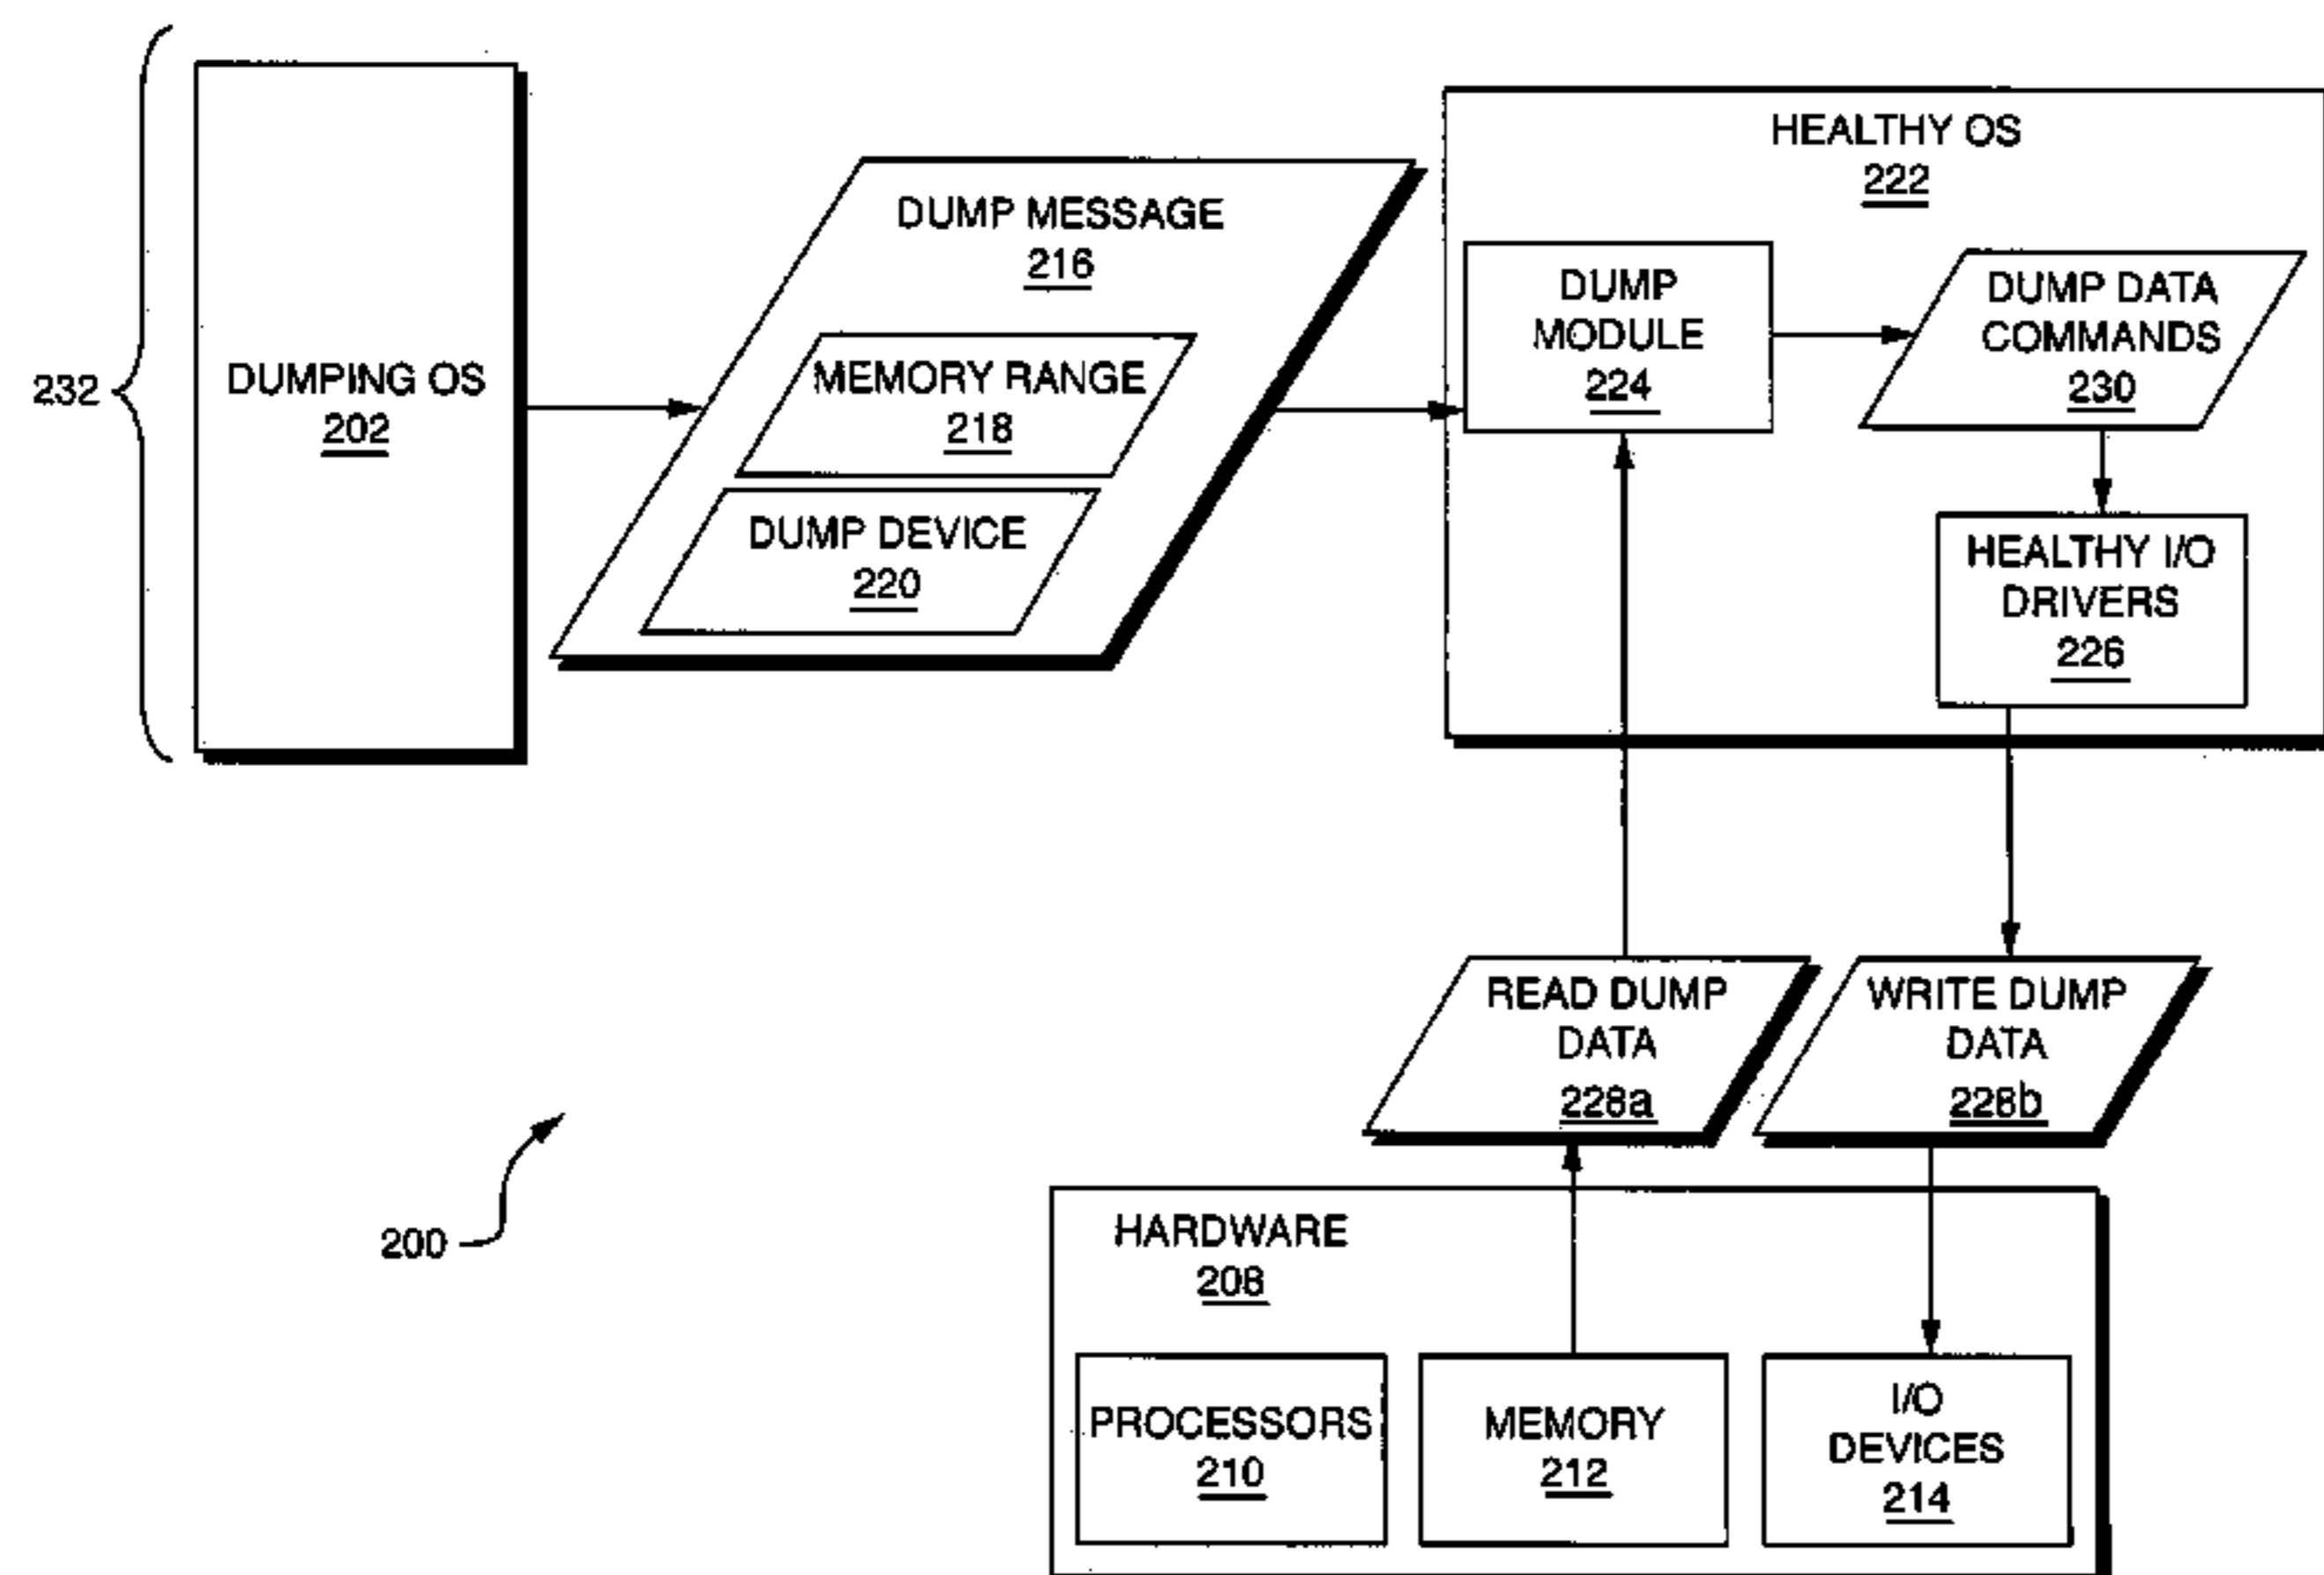 232
DUMPING OS
202
DUMP MESSAGE
216
MEMORY RANGE
218
DUMP DEVICE
220
HEALTHY OS
222
DUMP
MODULE
224
DUMP DATA
COMMANDS
230
HEALTHY I/O
DRIVERS
226
READ DUMP
DATA
228a
WRITE DUMP
DATA
228b
200
HARDWARE
208
PROCESSORS
210
MEMORY
212
I/O
DEVICES
214